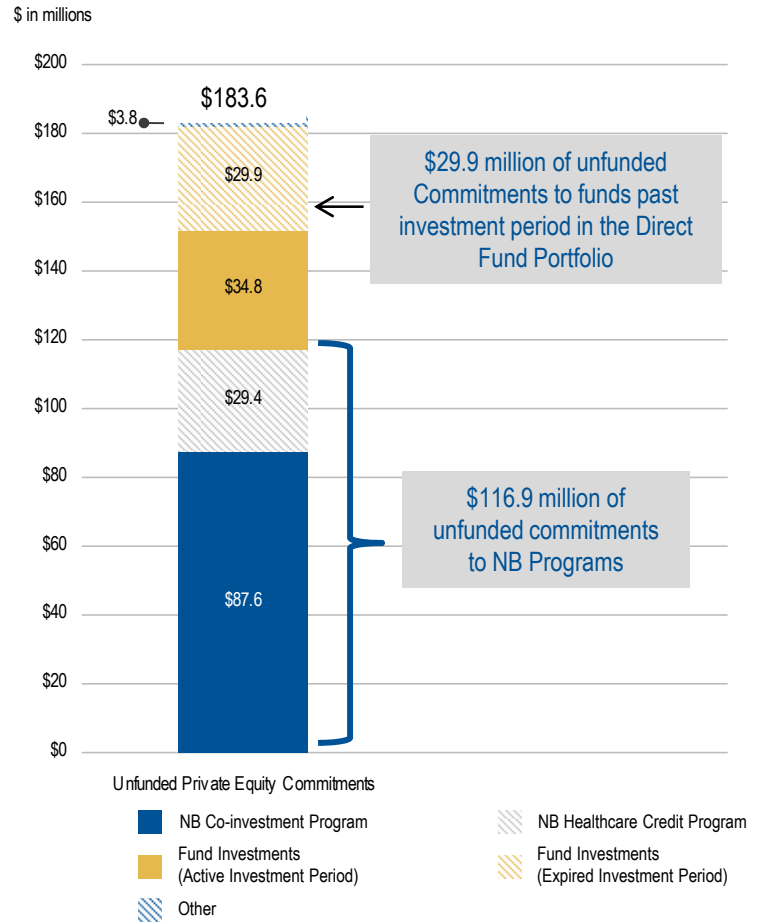 $ in millions
$200
$183.6
$3.8
$180
$29.9
$29.9 million of unfunded
Commitments to funds past
investment period in the Direct
Fund Portfolio
$160
$140
$34.8
$120
$29.4
$100
$80
$116.9 million of
unfunded commitments
to NB Programs
$60
$87.6
$40
$20
$0
Unfunded Private Equity Commitments
NB Co-investment Program
NB Healthcare Credit Program
Fund Investments
(Active Investment Period)
Fund Investments
(Expired Investment Period)
Other